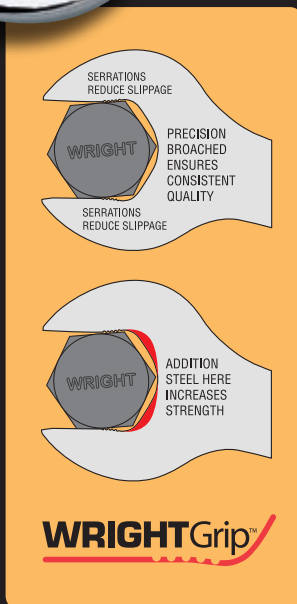 SERRATIONS
REDUCE SLIPPAGE
WRIGHT
PRECISION
BROACHED
ENSURES
CONSISTENT
QUALITY
SERRATIONS
REDUCE SLIPPAGE
WRIGHT
ADDITION
STEEL HERE
INCREASES
STRENGTH
WRIGHTGrip™